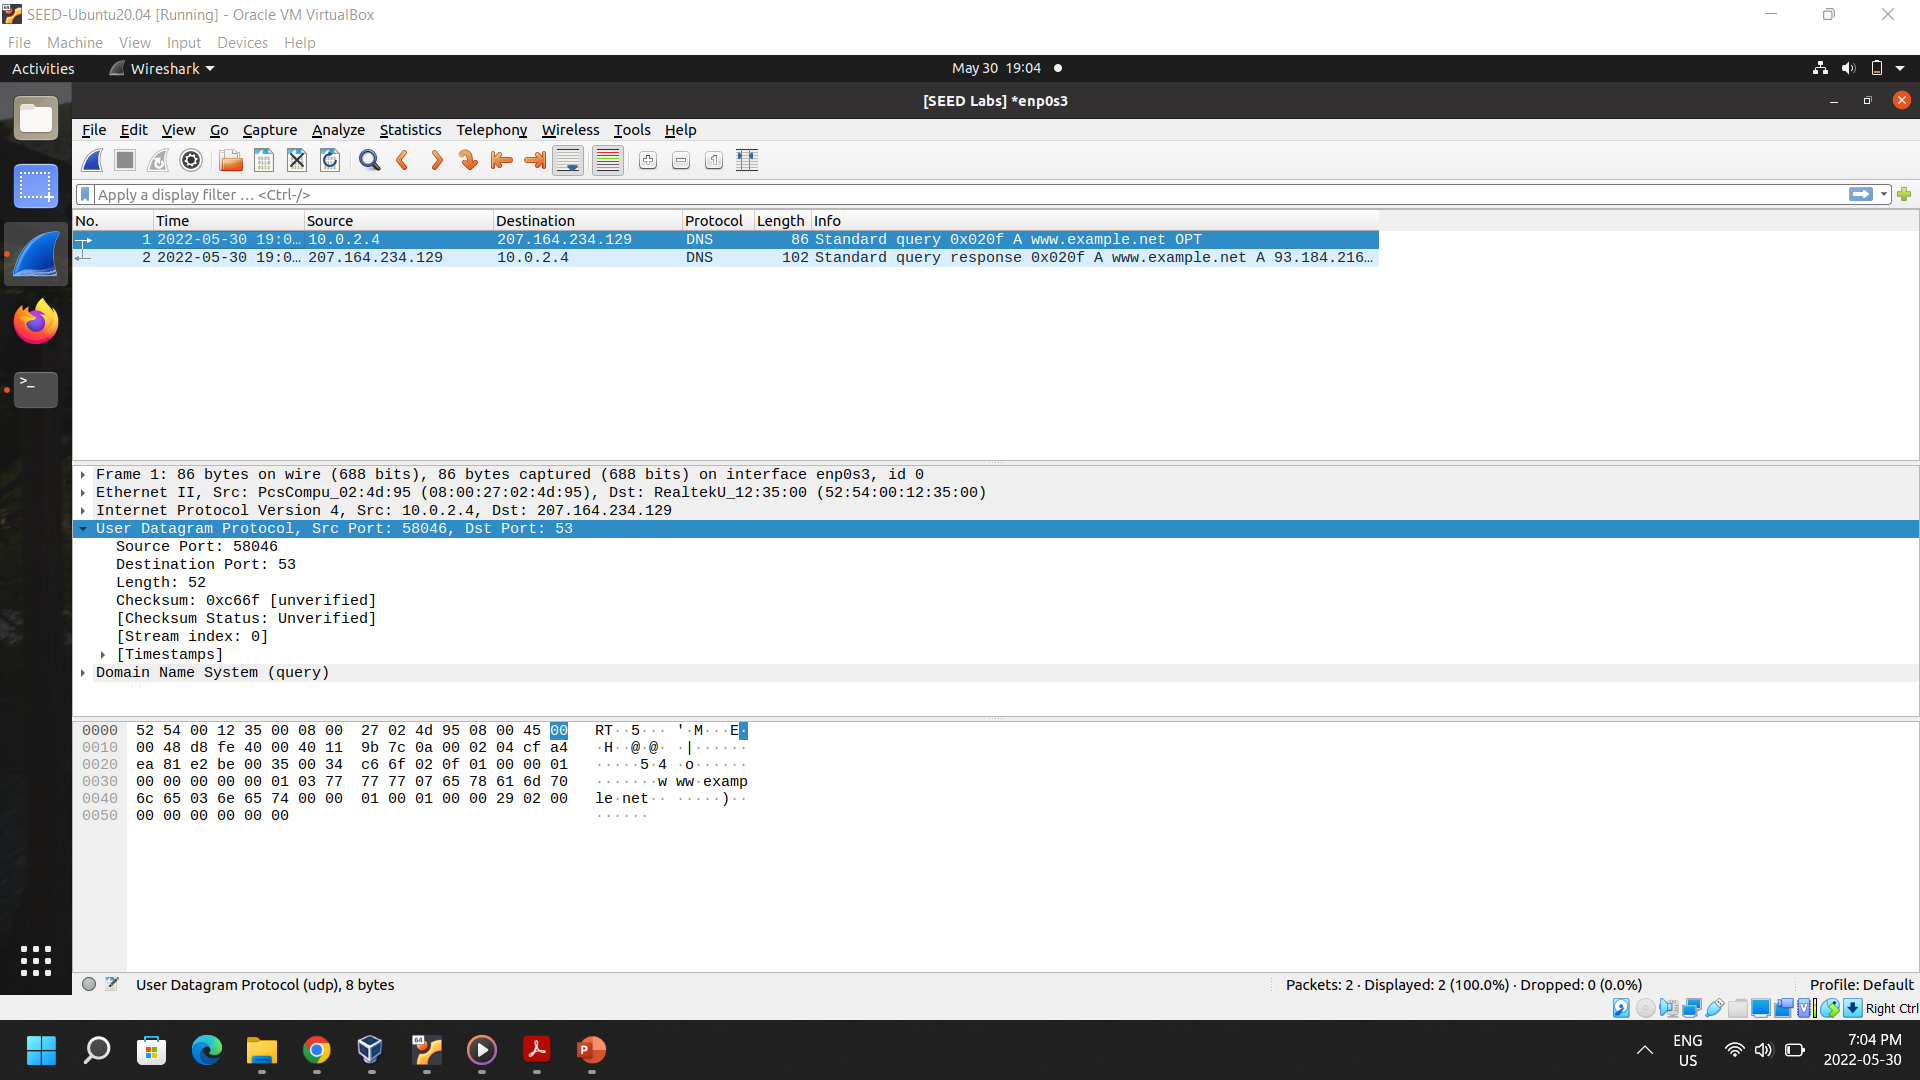 SEED-Ubuntu20.04 [Running] - Oracle VM VirtualBox
File Machine View Input Devices Help
Activities Wireshark May 30 19:04
[SEED Labs] *enp0s3
File Edit View Go Capture Analyze Statistics Telephony Wireless Tools Help
Apply a display filter … <Ctrl-/>
No. Time Source Destination Protocol Length Info
1 2022-05-30 19:0… 10.0.2.4 207.164.234.129 DNS 86 Standard query 0x020f A www.example.net OPT
2 2022-05-30 19:0… 207.164.234.129 10.0.2.4 DNS 102 Standard query response 0x020f A www.example.net A 93.184.216…
Frame 1: 86 bytes on wire (688 bits), 86 bytes captured (688 bits) on interface enp0s3, id 0
Ethernet II, Src: PcsCompu_02:4d:95 (08:00:27:02:4d:95), Dst: RealtekU_12:35:00 (52:54:00:12:35:00)
Internet Protocol Version 4, Src: 10.0.2.4, Dst: 207.164.234.129
User Datagram Protocol, Src Port: 58046, Dst Port: 53
Source Port: 58046
Destination Port: 53
Length: 52
Checksum: 0xc66f [unverified]
[Checksum Status: Unverified]
[Stream index: 0]
[Timestamps]
Domain Name System (query)
0000 52 54 00 12 35 00 08 00 27 02 4d 95 08 00 45 00 RT··5··· '·M···E·
0010 00 48 d8 fe 40 00 40 11 9b 7c 0a 00 02 04 cf a4 ·H··@·@· ·|······
0020 ea 81 e2 be 00 35 00 34 c6 6f 02 0f 01 00 00 01 ·····5·4 ·o······
0030 00 00 00 00 00 01 03 77 77 77 07 65 78 61 6d 70 ·······w ww·examp
0040 6c 65 03 6e 65 74 00 00 01 00 01 00 00 29 02 00 le·net·· ·····)··
0050 00 00 00 00 00 00 ······
User Datagram Protocol (udp), 8 bytes Packets: 2 · Displayed: 2 (100.0%) · Dropped: 0 (0.0%) Profile: Default
Right Ctrl
ENG
US
7:04 PM
2022-05-30